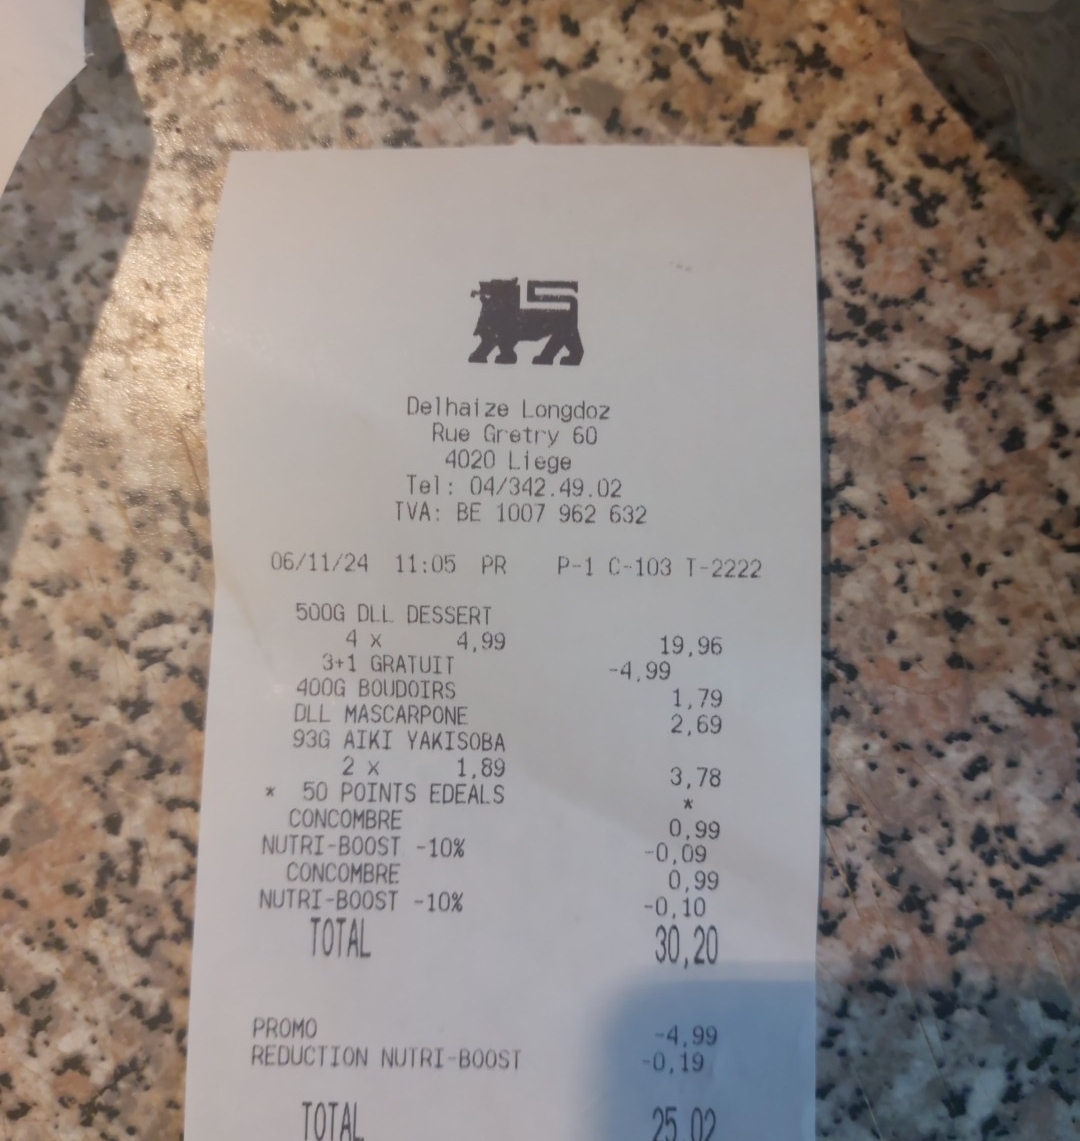 Delhaize Longdoz
Rue Gretry 60
4020 Liege
Tel: 04/342.49.02
TVA: BE 1007 962 632
06/11/24 11:05 PR P-1 C-103 T-2222
500G DLL DESSERT
4 x 4,99 19,96
3+1 GRATUIT -4,99
400G BOUDOIRS 1,79
DLL MASCARPONE 2,69
93G AIKI YAKISOBA
2 x 1,89 3,78
* 50 POINTS EDEALS *
CONCOMBRE 0,99
NUTRI-BOOST -10% -0,09
CONCOMBRE 0,99
NUTRI-BOOST -10% -0,10
TOTAL 30,20
PROMO -4,99
REDUCTION NUTRI-BOOST -0,19
TOTAL 25,02